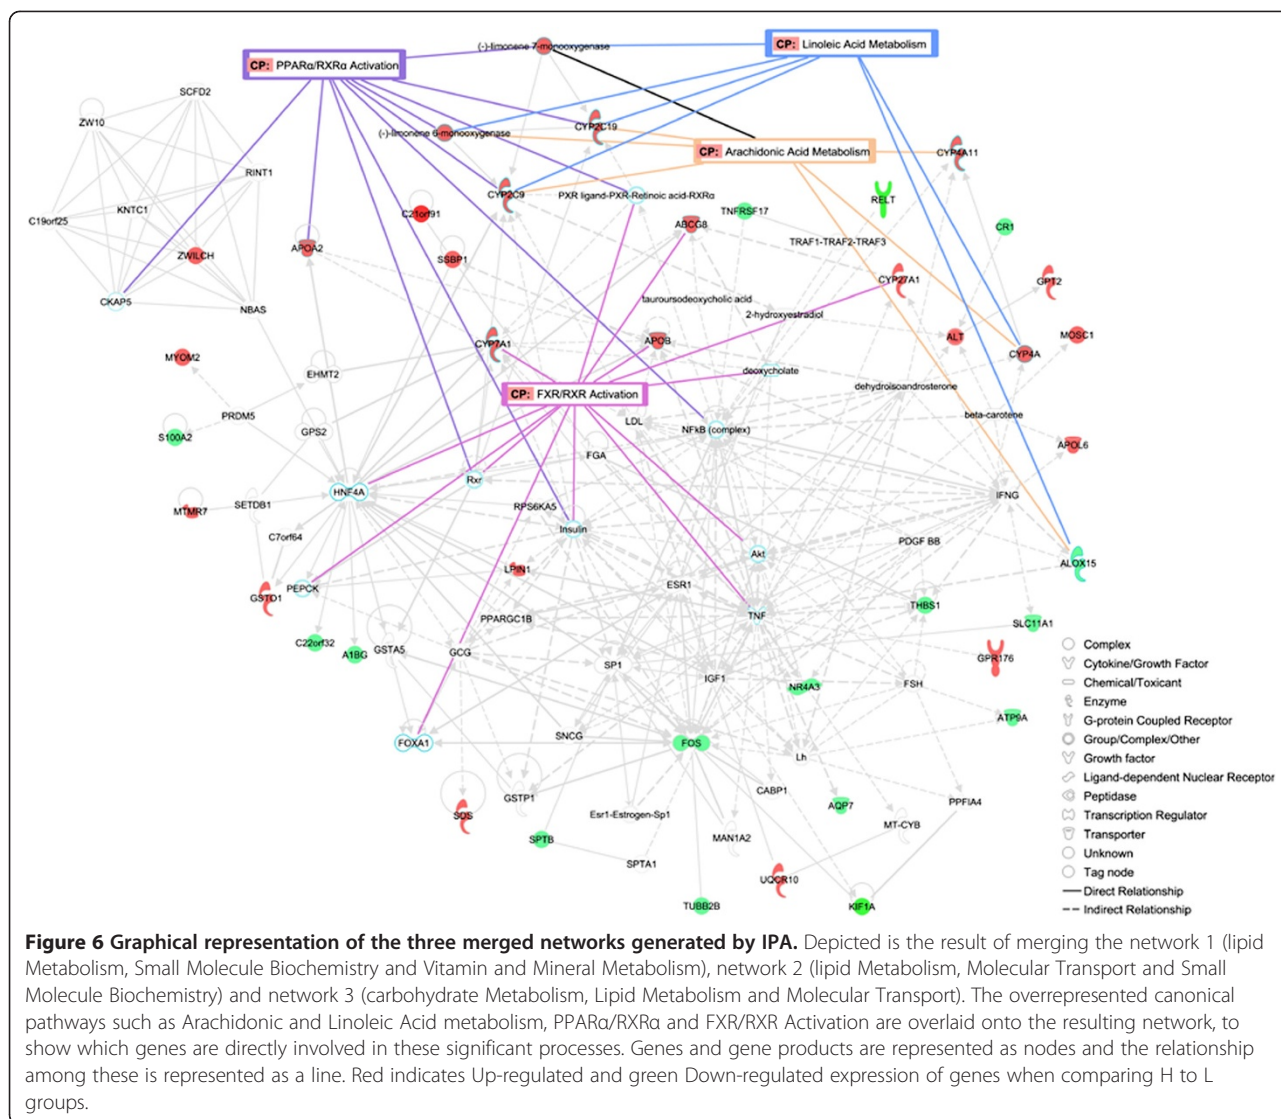 (-)-limonene 7-monooxygenase
CP: Linoleic Acid Metabolism
CP: PPARα/RXRα Activation
SCFD2
ZW10
(-)-limonene 6-monooxygenase
CYP2C19
CP: Arachidonic Acid Metabolism
CYP4A11
RINT1
CYP2C9
PXR ligand-PXR-Retinoic acid-RXRα
RELT
KNTC1
C19orf25
C21orf91
TNFRSF17
ABCG8
CR1
TRAF1-TRAF2-TRAF3
ZWILCH
APOA2
SSBP1
CYP27A1
GPT2
CKAP5
NBAS
tauroursodeoxycholic acid
2-hydroxyestradiol
CYP7A1
APOB
ALT
MOSC1
MYOM2
CYP4A
EHMT2
deoxycholate
dehydroisoandrosterone
CP: FXR/RXR Activation
PRDM5
beta-carotene
LDL
NFkB (complex)
S100A2
GPS2
APOL6
FGA
Rxr
HNF4A
IFNG
MTMR7
SETDB1
RPS6KA5
Insulin
C7orf64
PDGF BB
Akt
ALOX15
LPIN1
ESR1
PEPCK
GSTO1
THBS1
PPARGC1B
TNF
SLC11A1
C22orf32
A1BG
GSTA5
GCG
SP1
IGF1
GPR176
NR4A3
FSH
ATP9A
FOXA1
SNCG
FOS
Lh
CABP1
GSTP1
SDS
Esr1-Estrogen-Sp1
AQP7
PPFIA4
MT-CYB
MAN1A2
SPTB
SPTA1
UQCR10
TUBB2B
KIF1A
Complex
Cytokine/Growth Factor
Chemical/Toxicant
Enzyme
G-protein Coupled Receptor
Group/Complex/Other
Growth factor
Ligand-dependent Nuclear Receptor
Peptidase
Transcription Regulator
Transporter
Unknown
Tag node
Direct Relationship
Indirect Relationship
Figure 6 Graphical representation of the three merged networks generated by IPA. Depicted is the result of merging the network 1 (lipid
Metabolism, Small Molecule Biochemistry and Vitamin and Mineral Metabolism), network 2 (lipid Metabolism, Molecular Transport and Small
Molecule Biochemistry) and network 3 (carbohydrate Metabolism, Lipid Metabolism and Molecular Transport). The overrepresented canonical
pathways such as Arachidonic and Linoleic Acid metabolism, PPARα/RXRα and FXR/RXR Activation are overlaid onto the resulting network, to
show which genes are directly involved in these significant processes. Genes and gene products are represented as nodes and the relationship
among these is represented as a line. Red indicates Up-regulated and green Down-regulated expression of genes when comparing H to L
groups.